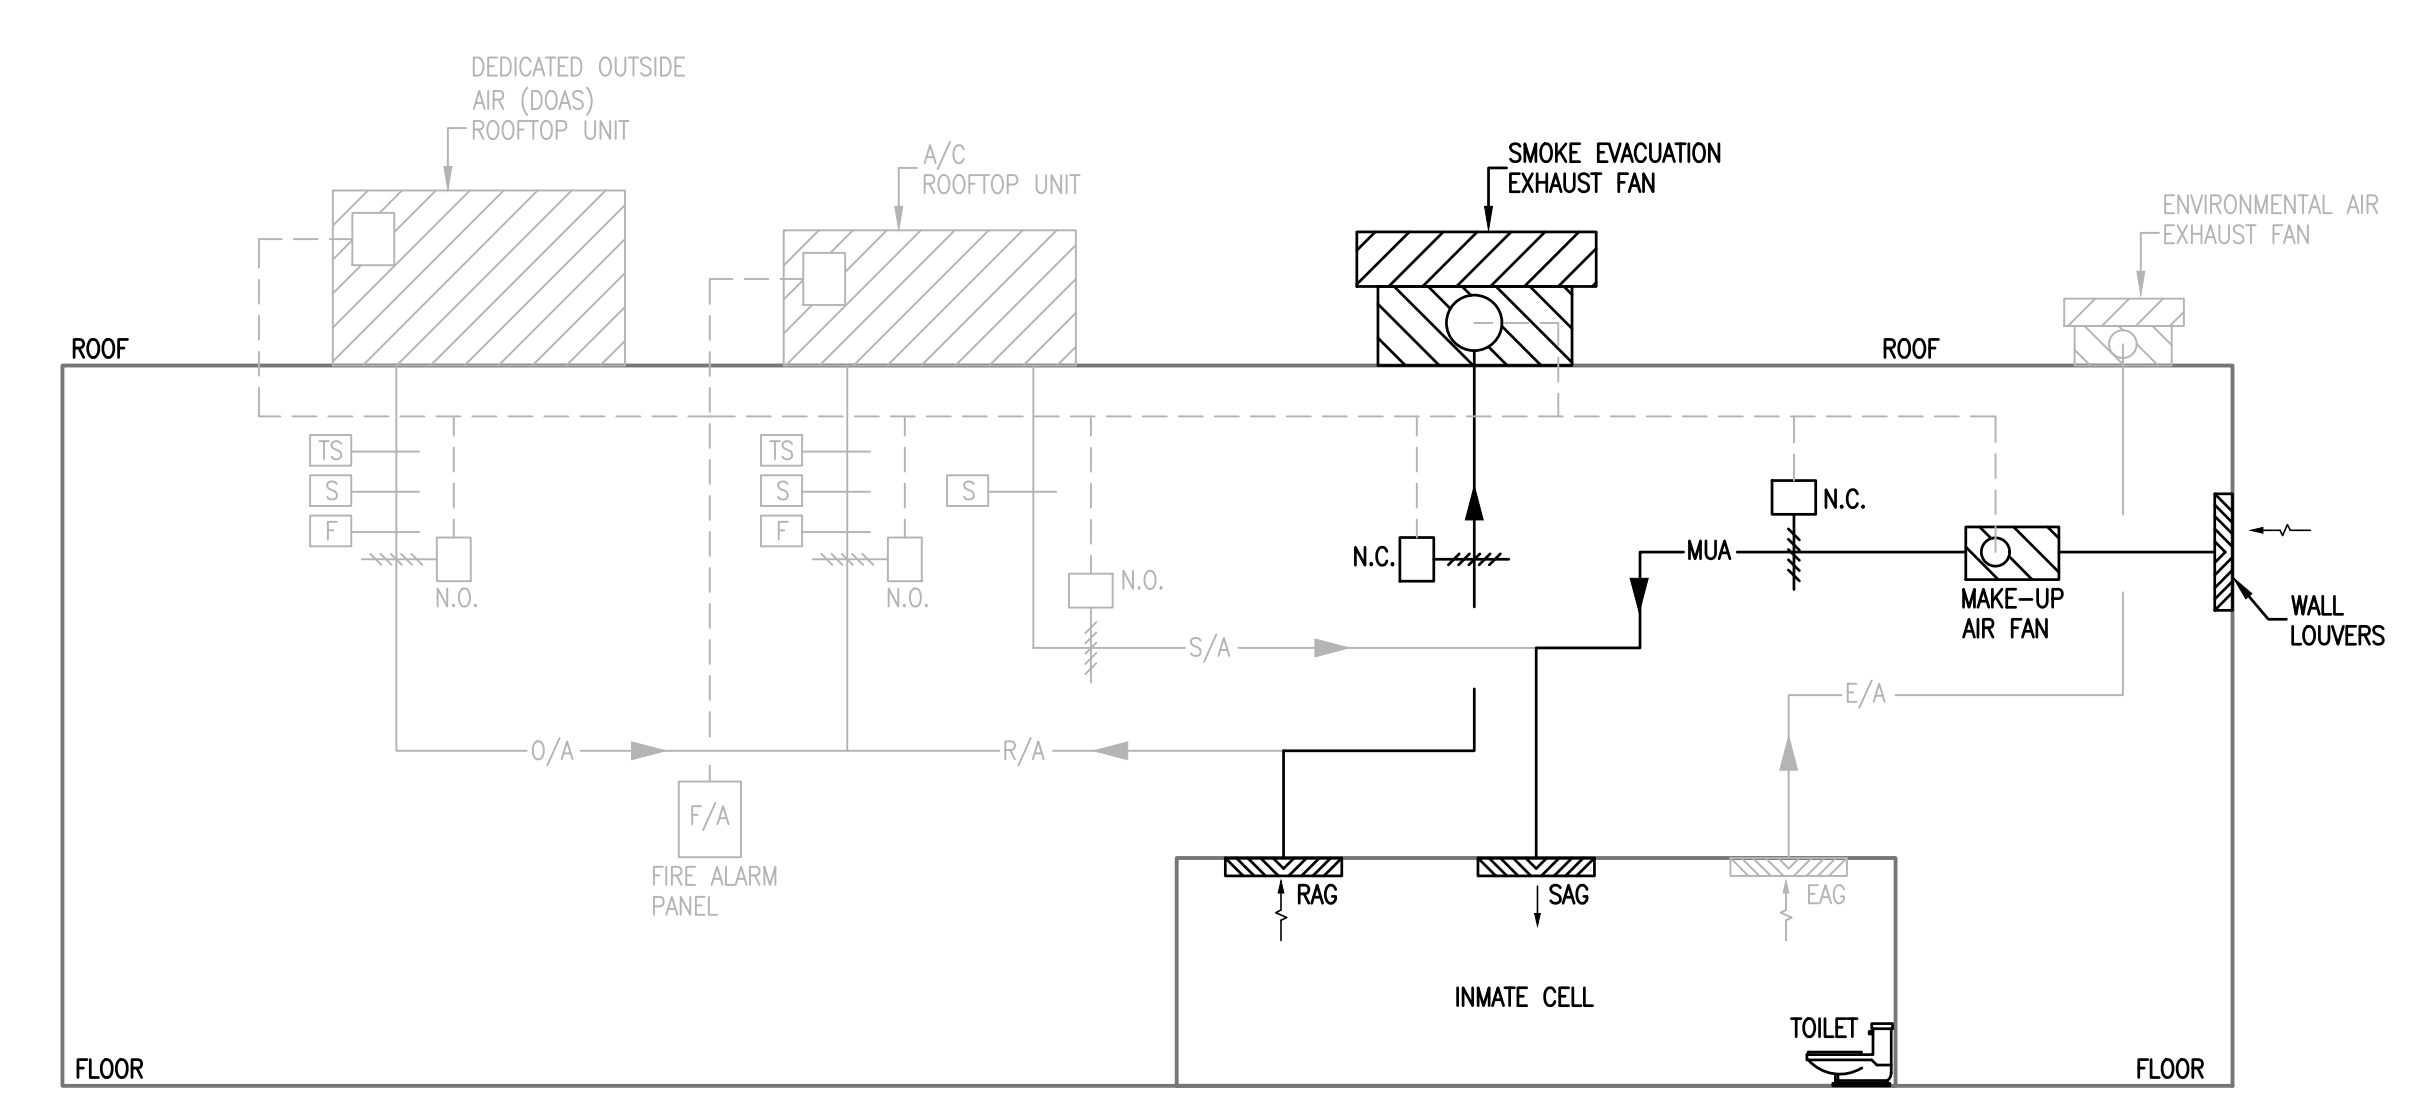 DEDICATED OUTSIDE
AIR (DOAS)
ROOFTOP UNIT
A/C
ROOFTOP UNIT
SMOKE EVACUATION
EXHAUST FAN
ENVIRONMENTAL AIR
EXHAUST FAN
ROOF
ROOF
TS
S
F
N.O.
TS
S
F
N.O.
S
N.O.
N.C.
N.C.
MUA
MAKE-UP
AIR FAN
WALL
LOUVERS
S/A
E/A
O/A
R/A
F/A
FIRE ALARM
PANEL
RAG
SAG
EAG
INMATE CELL
TOILET
FLOOR
FLOOR